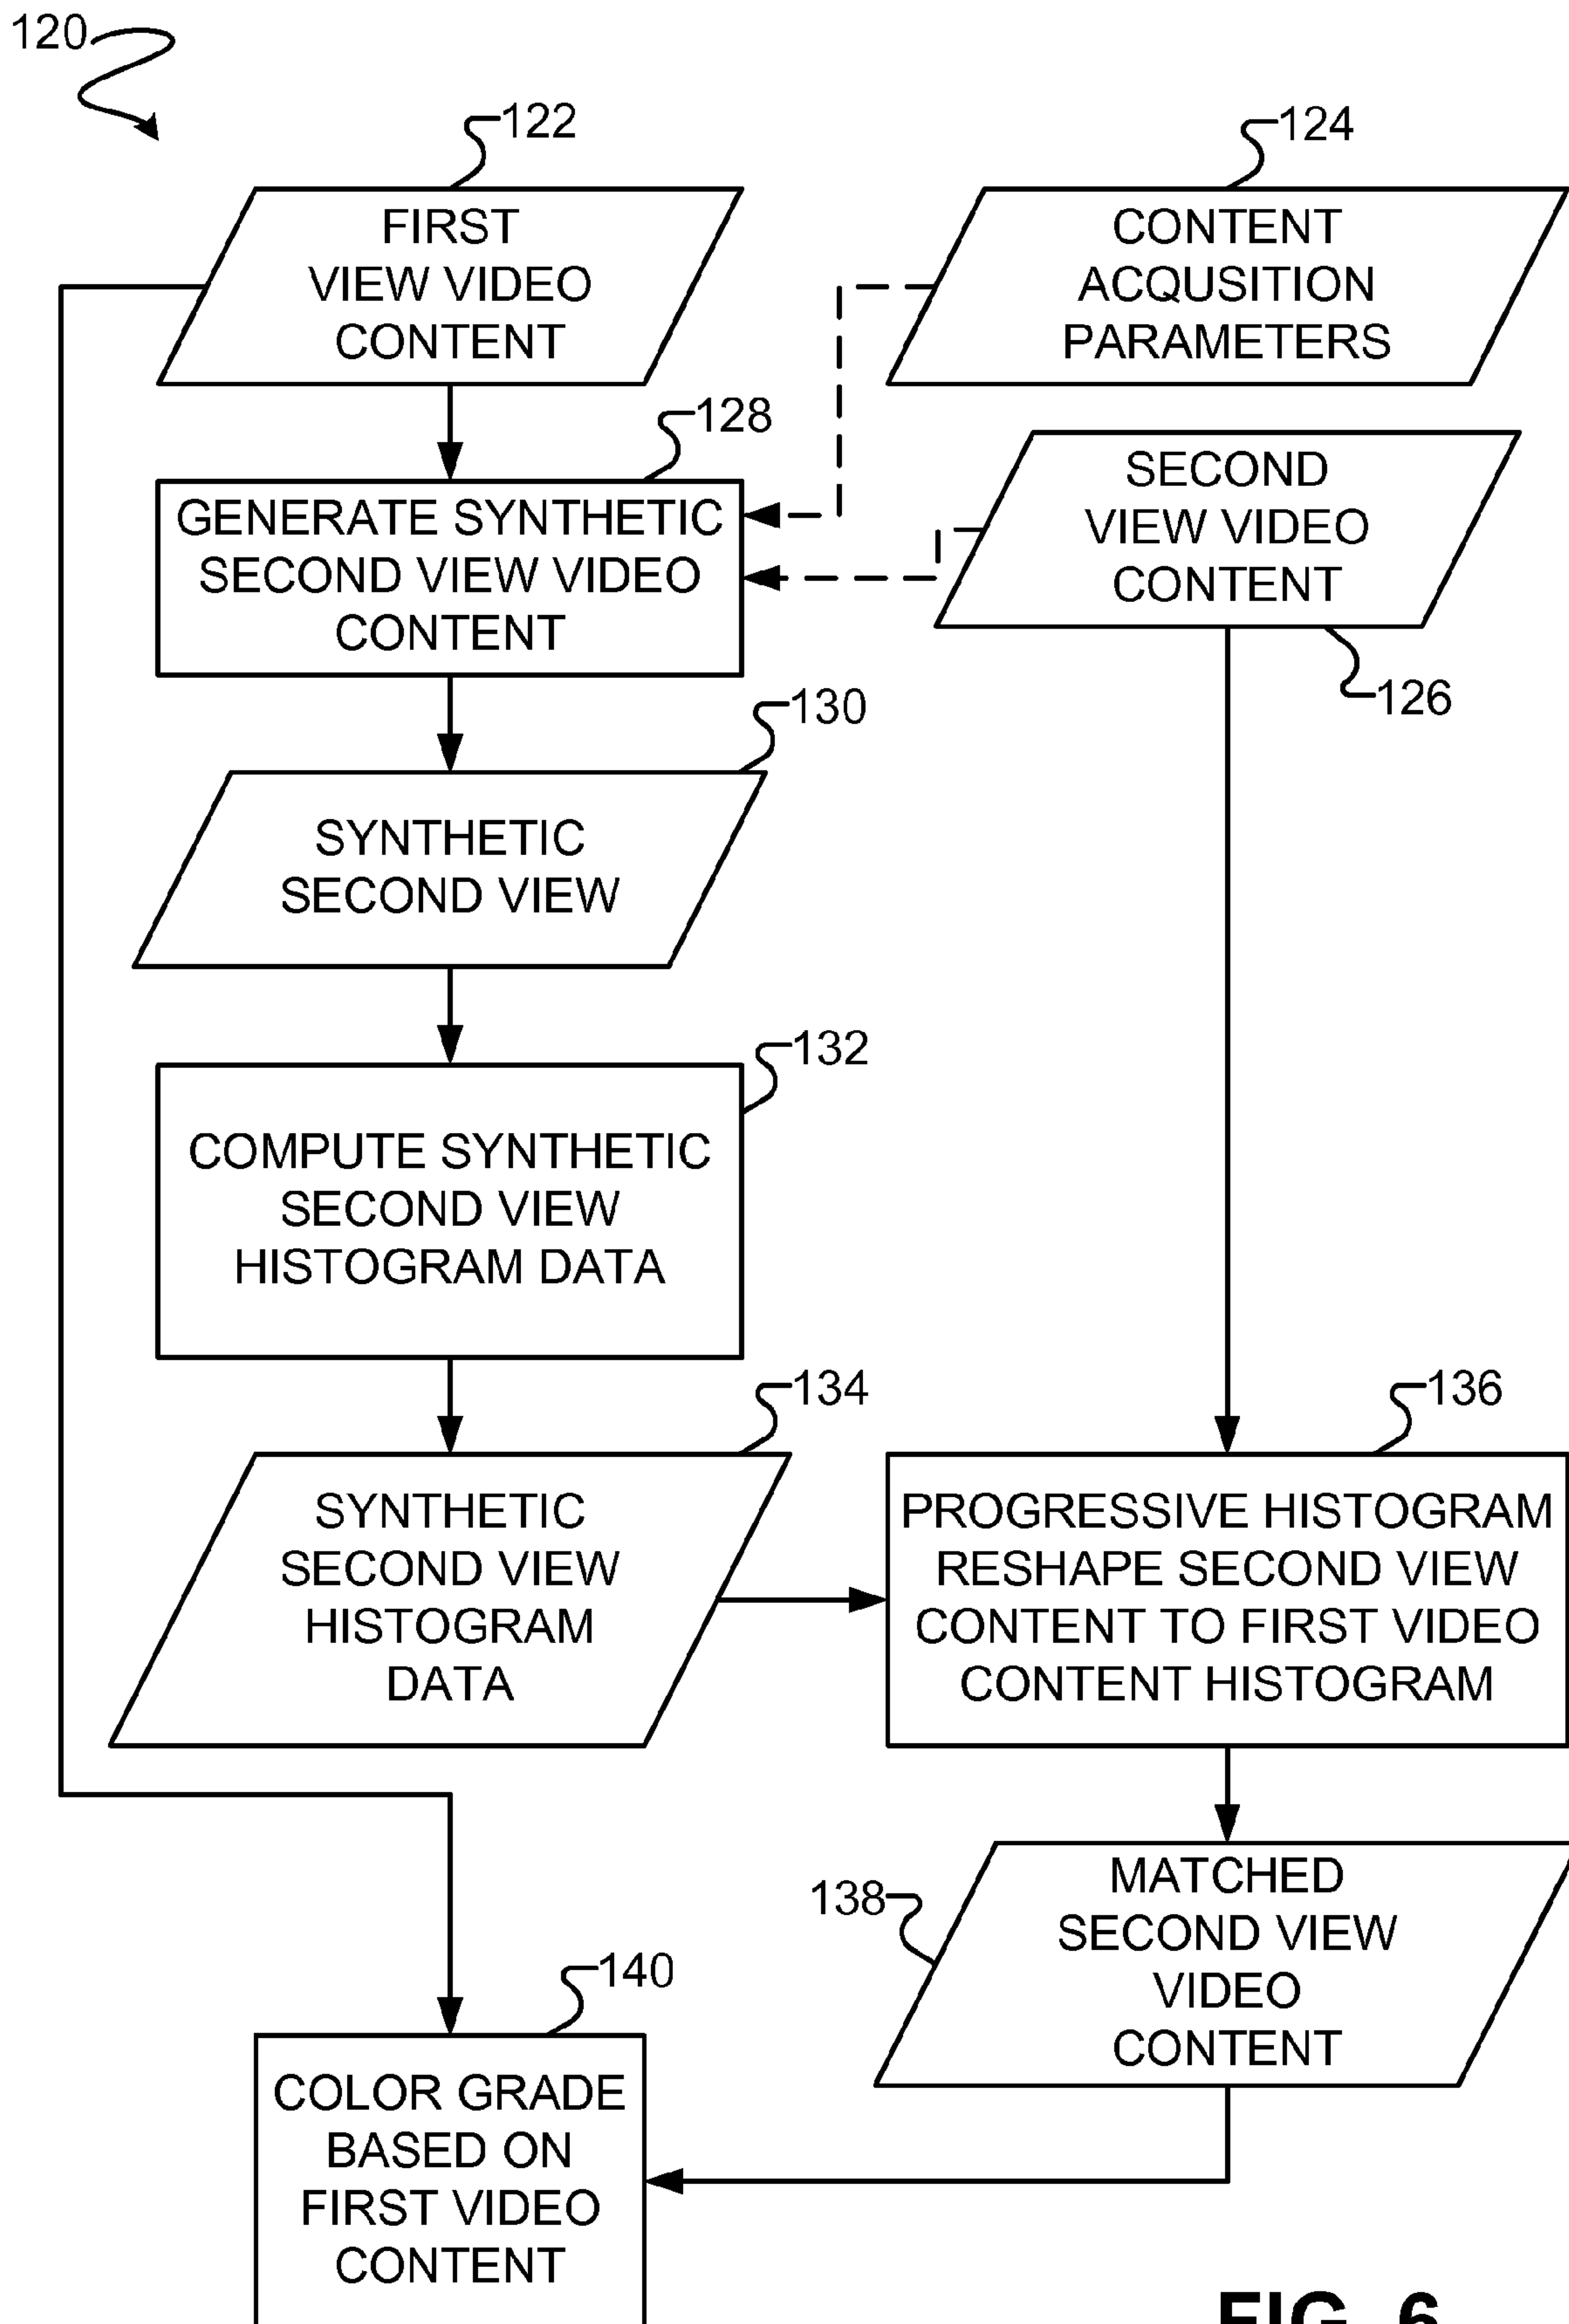 120
122
124
FIRST
VIEW VIDEO
CONTENT
CONTENT
ACQUSITION
PARAMETERS
128
GENERATE SYNTHETIC
SECOND VIEW VIDEO
CONTENT
SECOND
VIEW VIDEO
CONTENT
126
130
SYNTHETIC
SECOND VIEW
132
COMPUTE SYNTHETIC
SECOND VIEW
HISTOGRAM DATA
134
136
SYNTHETIC
SECOND VIEW
HISTOGRAM
DATA
PROGRESSIVE HISTOGRAM
RESHAPE SECOND VIEW
CONTENT TO FIRST VIDEO
CONTENT HISTOGRAM
138
MATCHED
SECOND VIEW
VIDEO
CONTENT
140
COLOR GRADE
BASED ON
FIRST VIDEO
CONTENT
FIG. 6